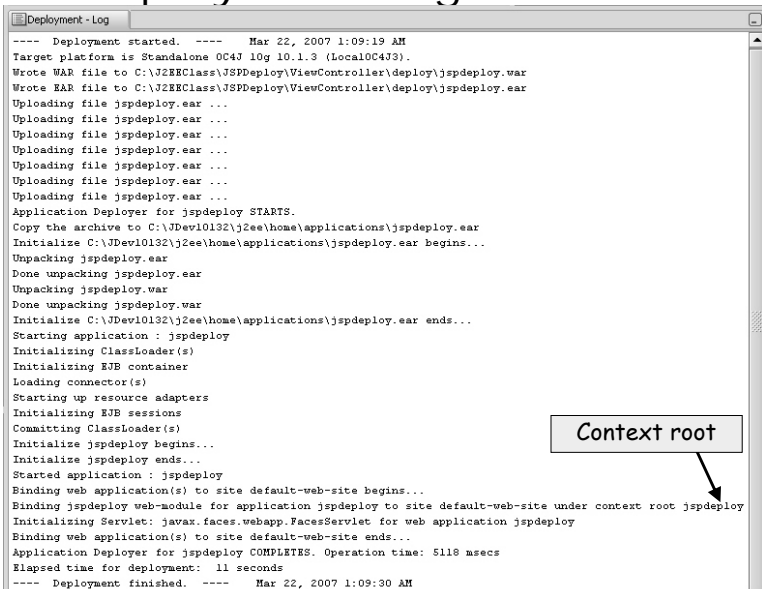 Deployment - Log
---- Deployment started. ---- Mar 22, 2007 1:09:19 AM
Target platform is Standalone OC4J 10g 10.1.3 (LocalOC4J3).
Wrote WAR file to C:\J2EEClass\JSPDeploy\ViewController\deploy\jspdeploy.war
Wrote EAR file to C:\J2EEClass\JSPDeploy\ViewController\deploy\jspdeploy.ear
Uploading file jspdeploy.ear ...
Uploading file jspdeploy.ear ...
Uploading file jspdeploy.ear ...
Uploading file jspdeploy.ear ...
Uploading file jspdeploy.ear ...
Uploading file jspdeploy.ear ...
Uploading file jspdeploy.ear ...
Application Deployer for jspdeploy STARTS.
Copy the archive to C:\JDev10132\j2ee\home\applications\jspdeploy.ear
Initialize C:\JDev10132\j2ee\home\applications\jspdeploy.ear begins...
Unpacking jspdeploy.ear
Done unpacking jspdeploy.ear
Unpacking jspdeploy.war
Done unpacking jspdeploy.war
Initialize C:\JDev10132\j2ee\home\applications\jspdeploy.ear ends...
Starting application : jspdeploy
Initializing ClassLoader(s)
Initializing EJB container
Loading connector(s)
Starting up resource adapters
Initializing EJB sessions
Committing ClassLoader(s)
Initialize jspdeploy begins...
Initialize jspdeploy ends...
Started application : jspdeploy
Context root
Binding web application(s) to site default-web-site begins...
Binding jspdeploy web-module for application jspdeploy to site default-web-site under context root jspdeploy
Initializing Servlet: javax.faces.webapp.FacesServlet for web application jspdeploy
Binding web application(s) to site default-web-site ends...
Application Deployer for jspdeploy COMPLETES. Operation time: 5118 msecs
Elapsed time for deployment: 11 seconds
---- Deployment finished. ---- Mar 22, 2007 1:09:30 AM